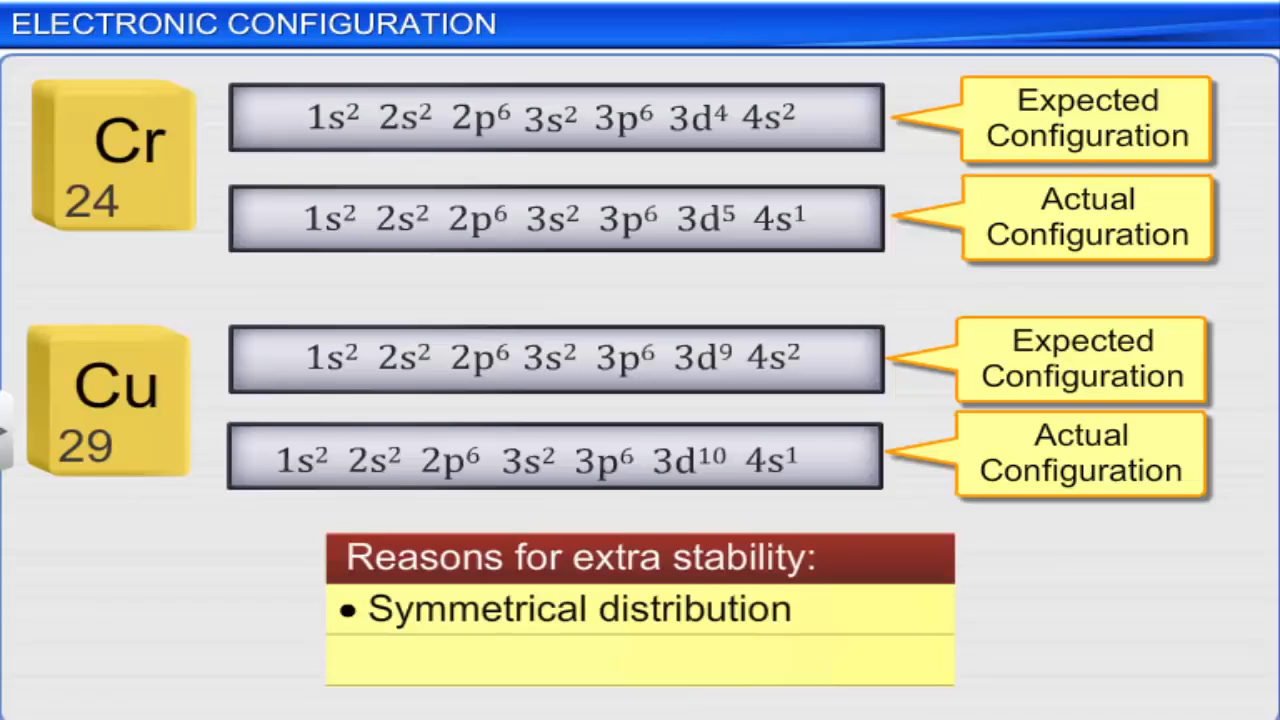 ELECTRONIC CONFIGURATION
Cr
24
1s² 2s² 2p⁶ 3s² 3p⁶ 3d⁴ 4s²
Expected
Configuration
1s² 2s² 2p⁶ 3s² 3p⁶ 3d⁵ 4s¹
Actual
Configuration
Cu
29
1s² 2s² 2p⁶ 3s² 3p⁶ 3d⁹ 4s²
Expected
Configuration
1s² 2s² 2p⁶ 3s² 3p⁶ 3d¹⁰ 4s¹
Actual
Configuration
Reasons for extra stability:
• Symmetrical distribution